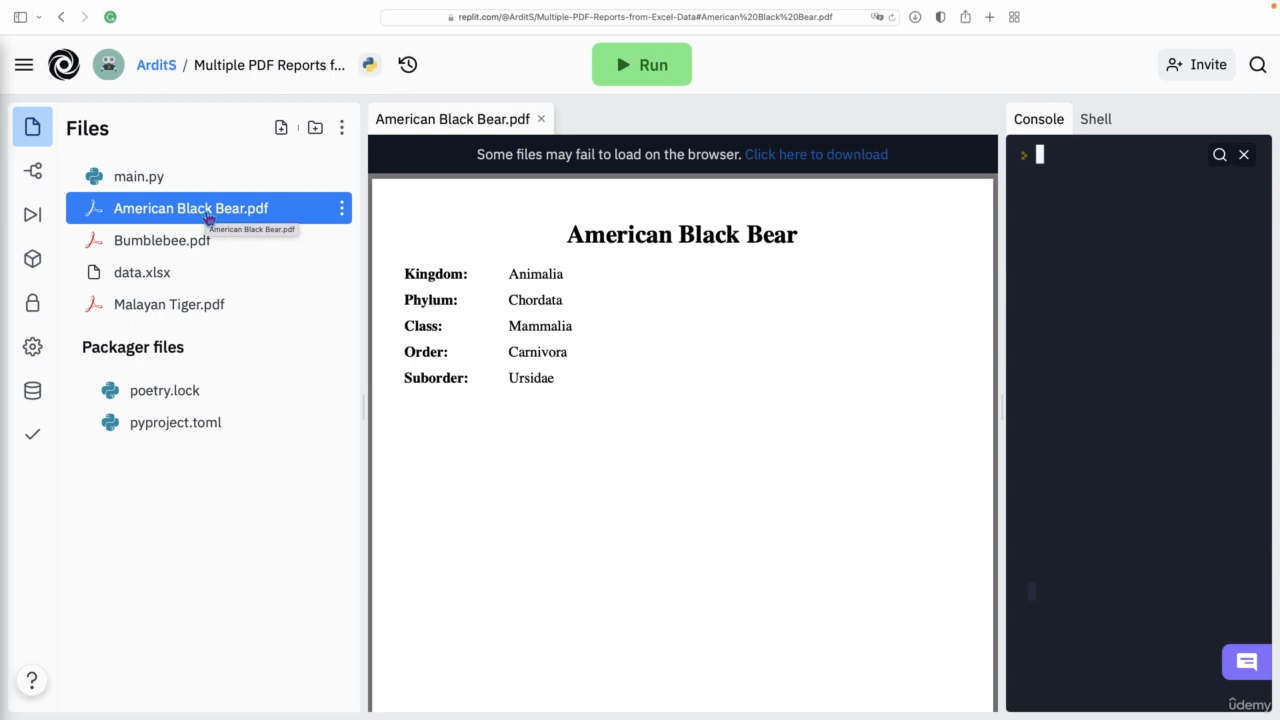 replit.com/@ArditS/Multiple-PDF-Reports-from-Excel-Data#American%20Black%20Bear.pdf
ArditS / Multiple PDF Reports f...
Run
Invite
Files
main.py
American Black Bear.pdf
American Black Bear.pdf
Bumblebee.pdf
data.xlsx
Malayan Tiger.pdf
Packager files
poetry.lock
pyproject.toml
?
American Black Bear.pdf ×
Some files may fail to load on the browser. Click here to download
American Black Bear
Kingdom: Animalia
Phylum: Chordata
Class: Mammalia
Order: Carnivora
Suborder: Ursidae
Console Shell
>
ûdemy